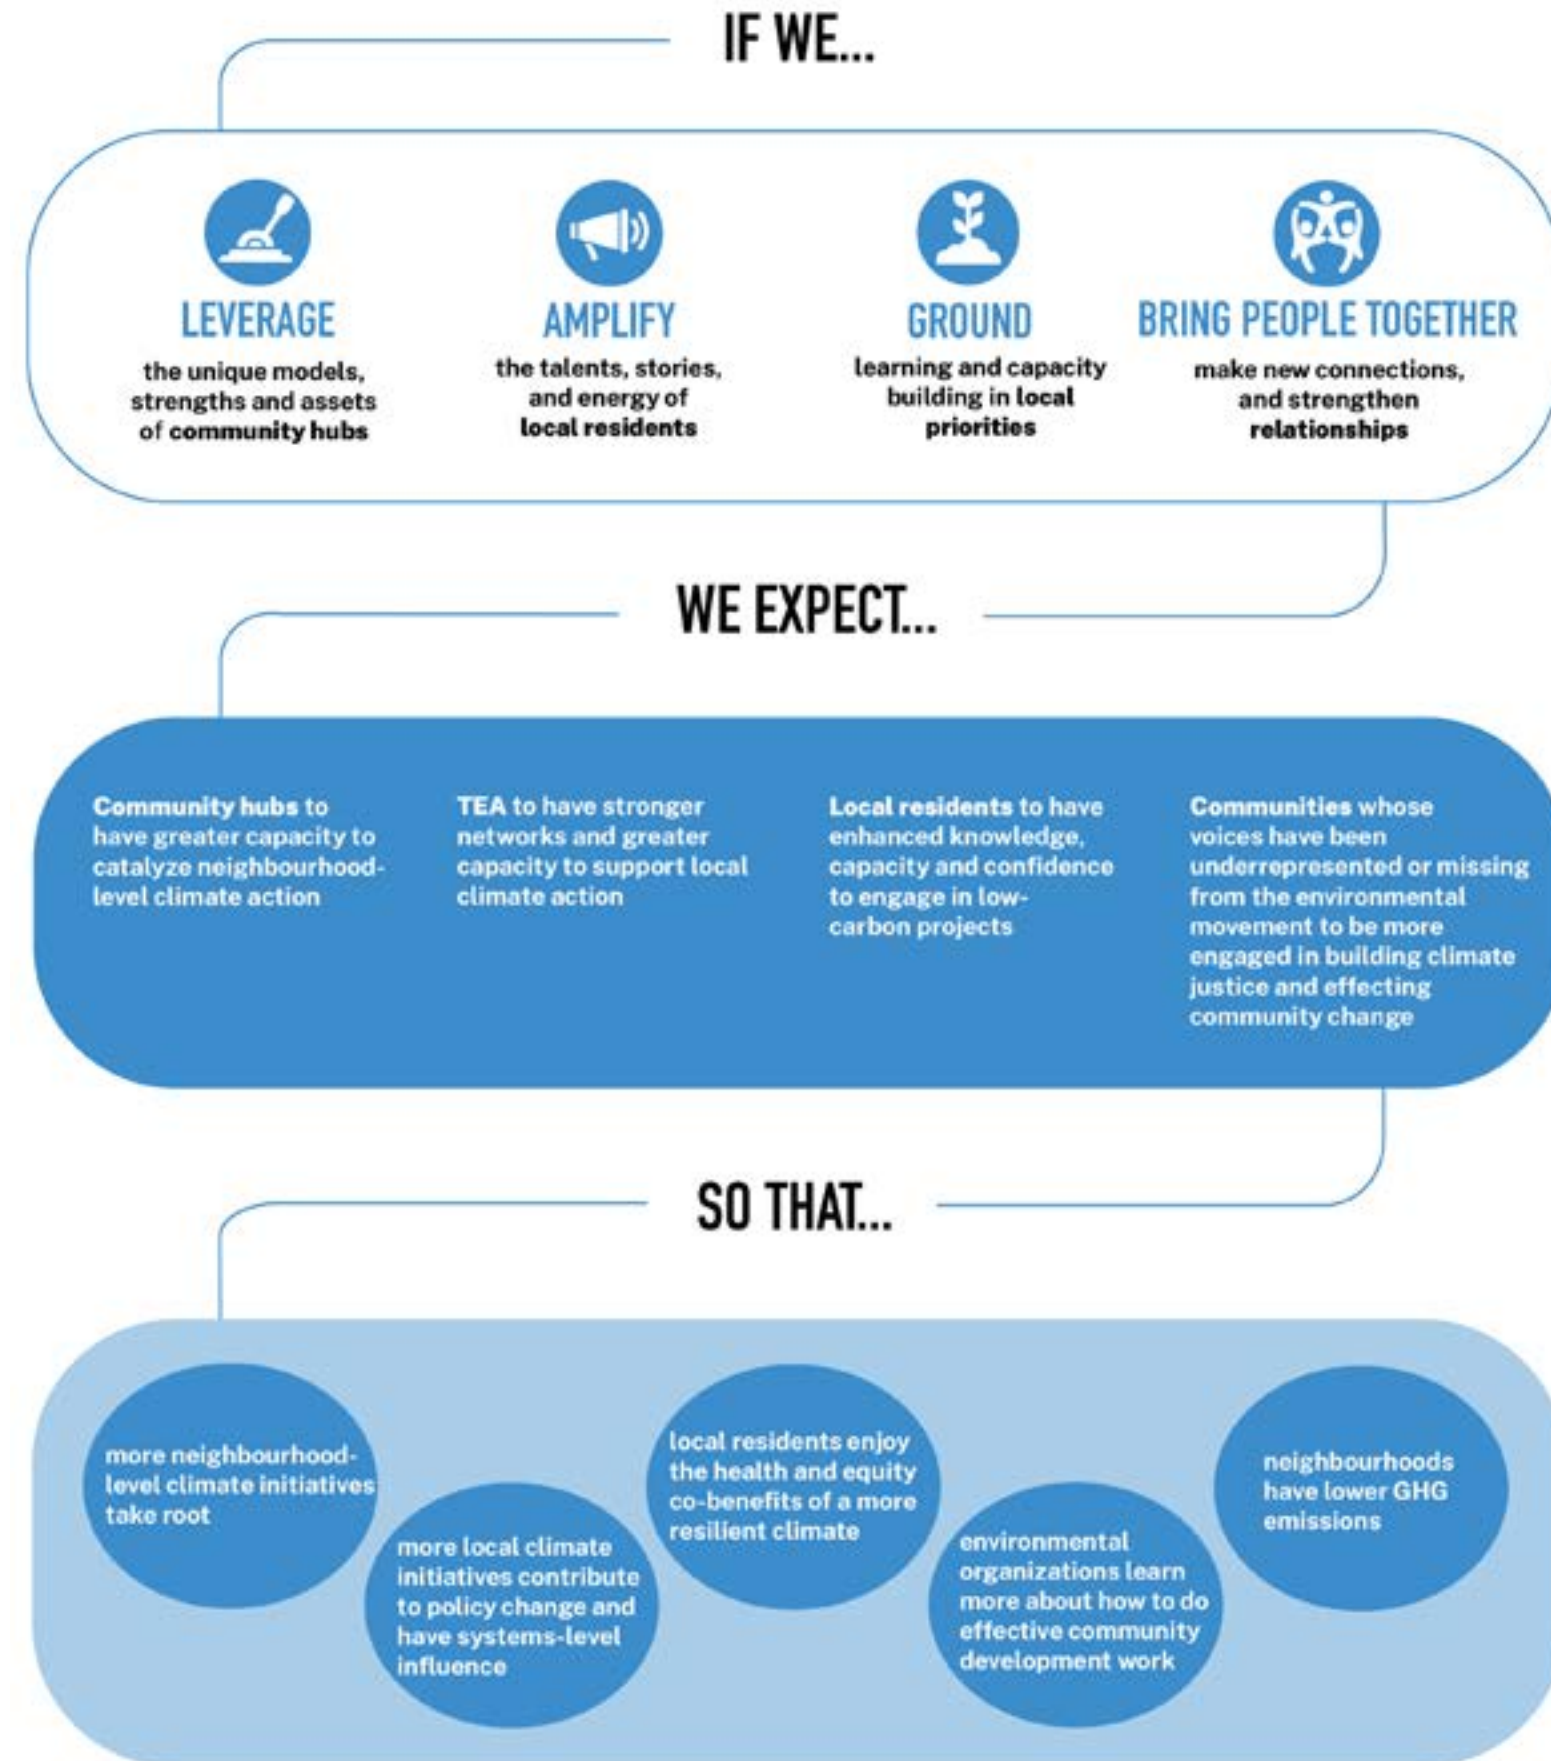 IF WE...
LEVERAGE
the unique models,
strengths and assets
of community hubs
AMPLIFY
the talents, stories,
and energy of
local residents
GROUND
learning and capacity
building in local
priorities
BRING PEOPLE TOGETHER
make new connections,
and strengthen
relationships
WE EXPECT...
Community hubs to
have greater capacity to
catalyze neighbourhood-
level climate action
TEA to have stronger
networks and greater
capacity to support local
climate action
Local residents to have
enhanced knowledge,
capacity and confidence
to engage in low-
carbon projects
Communities whose
voices have been
underrepresented or missing
from the environmental
movement to be more
engaged in building climate
justice and effecting
community change
SO THAT...
more neighbourhood-
level climate initiatives
take root
more local climate
initiatives contribute
to policy change and
have systems-level
influence
local residents enjoy
the health and equity
co-benefits of a more
resilient climate
environmental
organizations learn
more about how to do
effective community
development work
neighbourhoods
have lower GHG
emissions